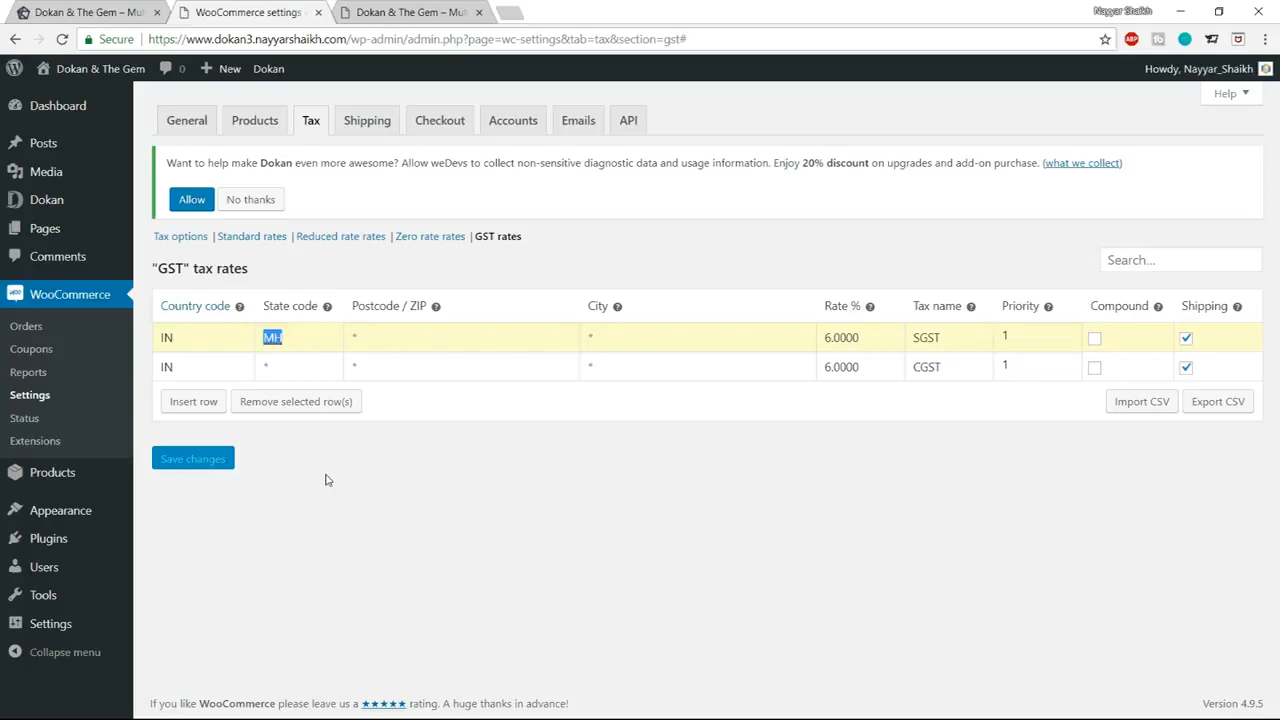 Dokan & The Gem – Mul
WooCommerce settings
Dokan & The Gem – Mul
Nayyar Shaikh
Secure
https://www.dokan3.nayyarshaikh.com/wp-admin/admin.php?page=wc-settings&tab=tax&section=gst#
ABP
Dokan & The Gem
0
New
Dokan
Howdy, Nayyar_Shaikh
Help
Dashboard
Posts
Media
Dokan
Pages
Comments
WooCommerce
Orders
Coupons
Reports
Settings
Status
Extensions
Products
Appearance
Plugins
Users
Tools
Settings
Collapse menu
General Products Tax Shipping Checkout Accounts Emails API
Want to help make Dokan even more awesome? Allow weDevs to collect non-sensitive diagnostic data and usage information. Enjoy 20% discount on upgrades and add-on purchase. (what we collect)
Allow No thanks
Tax options | Standard rates | Reduced rate rates | Zero rate rates | GST rates
Search...
"GST" tax rates
Country code ? State code ? Postcode / ZIP ? City ? Rate % ? Tax name ? Priority ? Compound ? Shipping ?
IN MH * * 6.0000 SGST 1
IN * * * 6.0000 CGST 1
Insert row Remove selected row(s) Import CSV Export CSV
Save changes
If you like WooCommerce please leave us a ★★★★★ rating. A huge thanks in advance!
Version 4.9.5